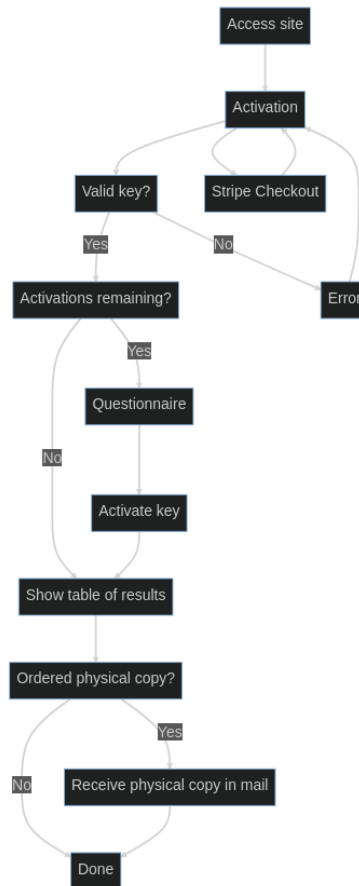 Access site
Activation
Valid key?
Stripe Checkout
Yes
No
Activations remaining?
Error
Yes
Questionnaire
No
Activate key
Show table of results
Ordered physical copy?
Yes
No
Receive physical copy in mail
Done